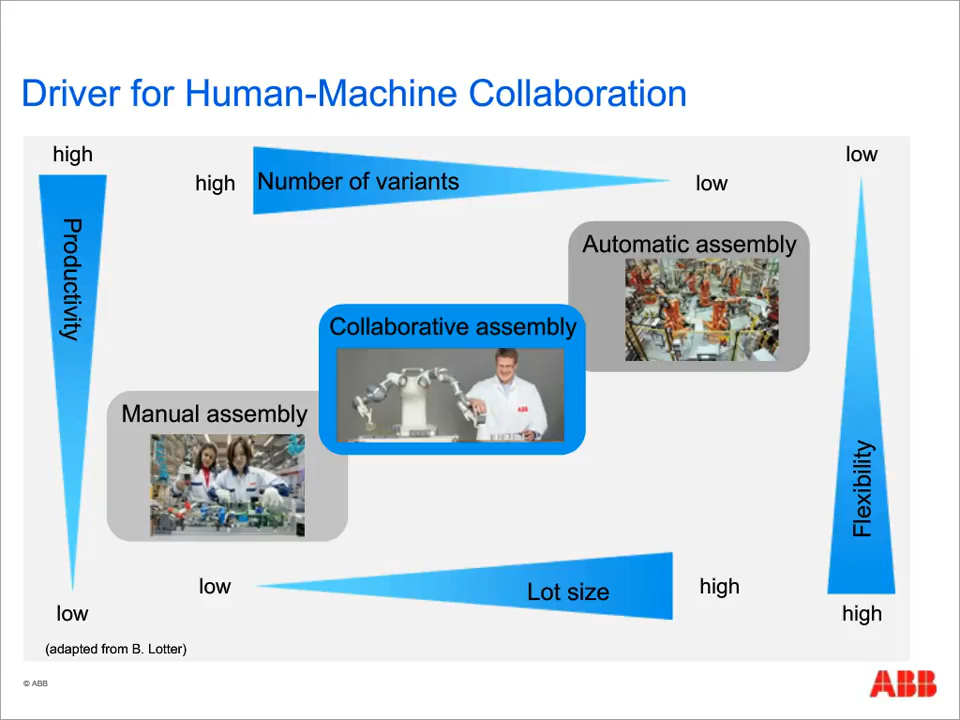 Driver for Human-Machine Collaboration
high
low
high
Number of variants
low
Productivity
Automatic assembly
Collaborative assembly
ABB
Manual assembly
Flexibility
low
Lot size
high
low
high
(adapted from B. Lotter)
© ABB
ABB